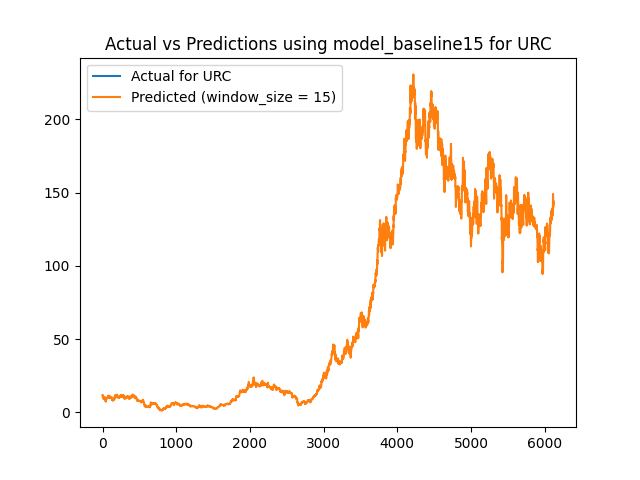 Actual vs Predictions using model_baseline15 for URC
Actual for URC
Predicted (window_size = 15)
200
150
100
50
0
0 1000 2000 3000 4000 5000 6000